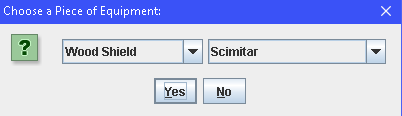 Choose a Piece of Equipment:
?
Wood Shield Scimitar
Yes No